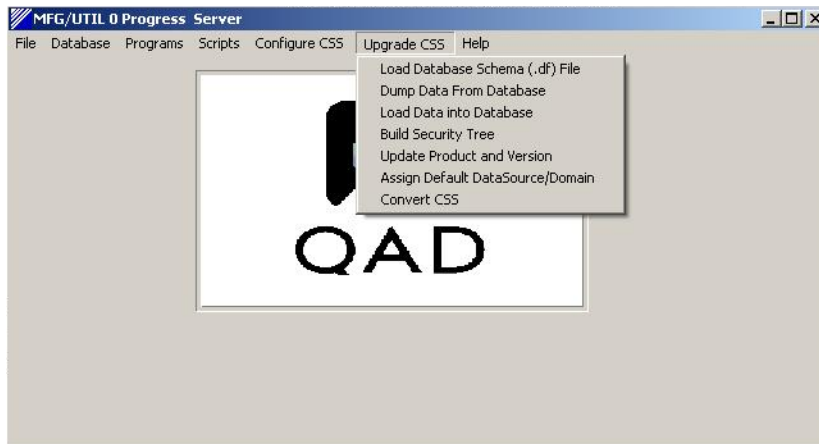 MFG/UTIL 0 Progress Server
File Database Programs Scripts Configure CSS Upgrade CSS Help
Load Database Schema (.df) File
Dump Data From Database
Load Data into Database
Build Security Tree
Update Product and Version
Assign Default DataSource/Domain
Convert CSS
QAD